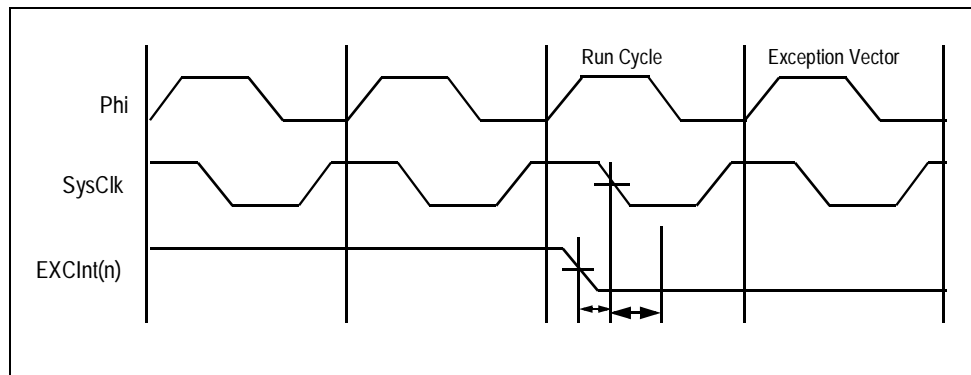 Run Cycle
Exception Vector
Phi
SysClk
EXCInt(n)